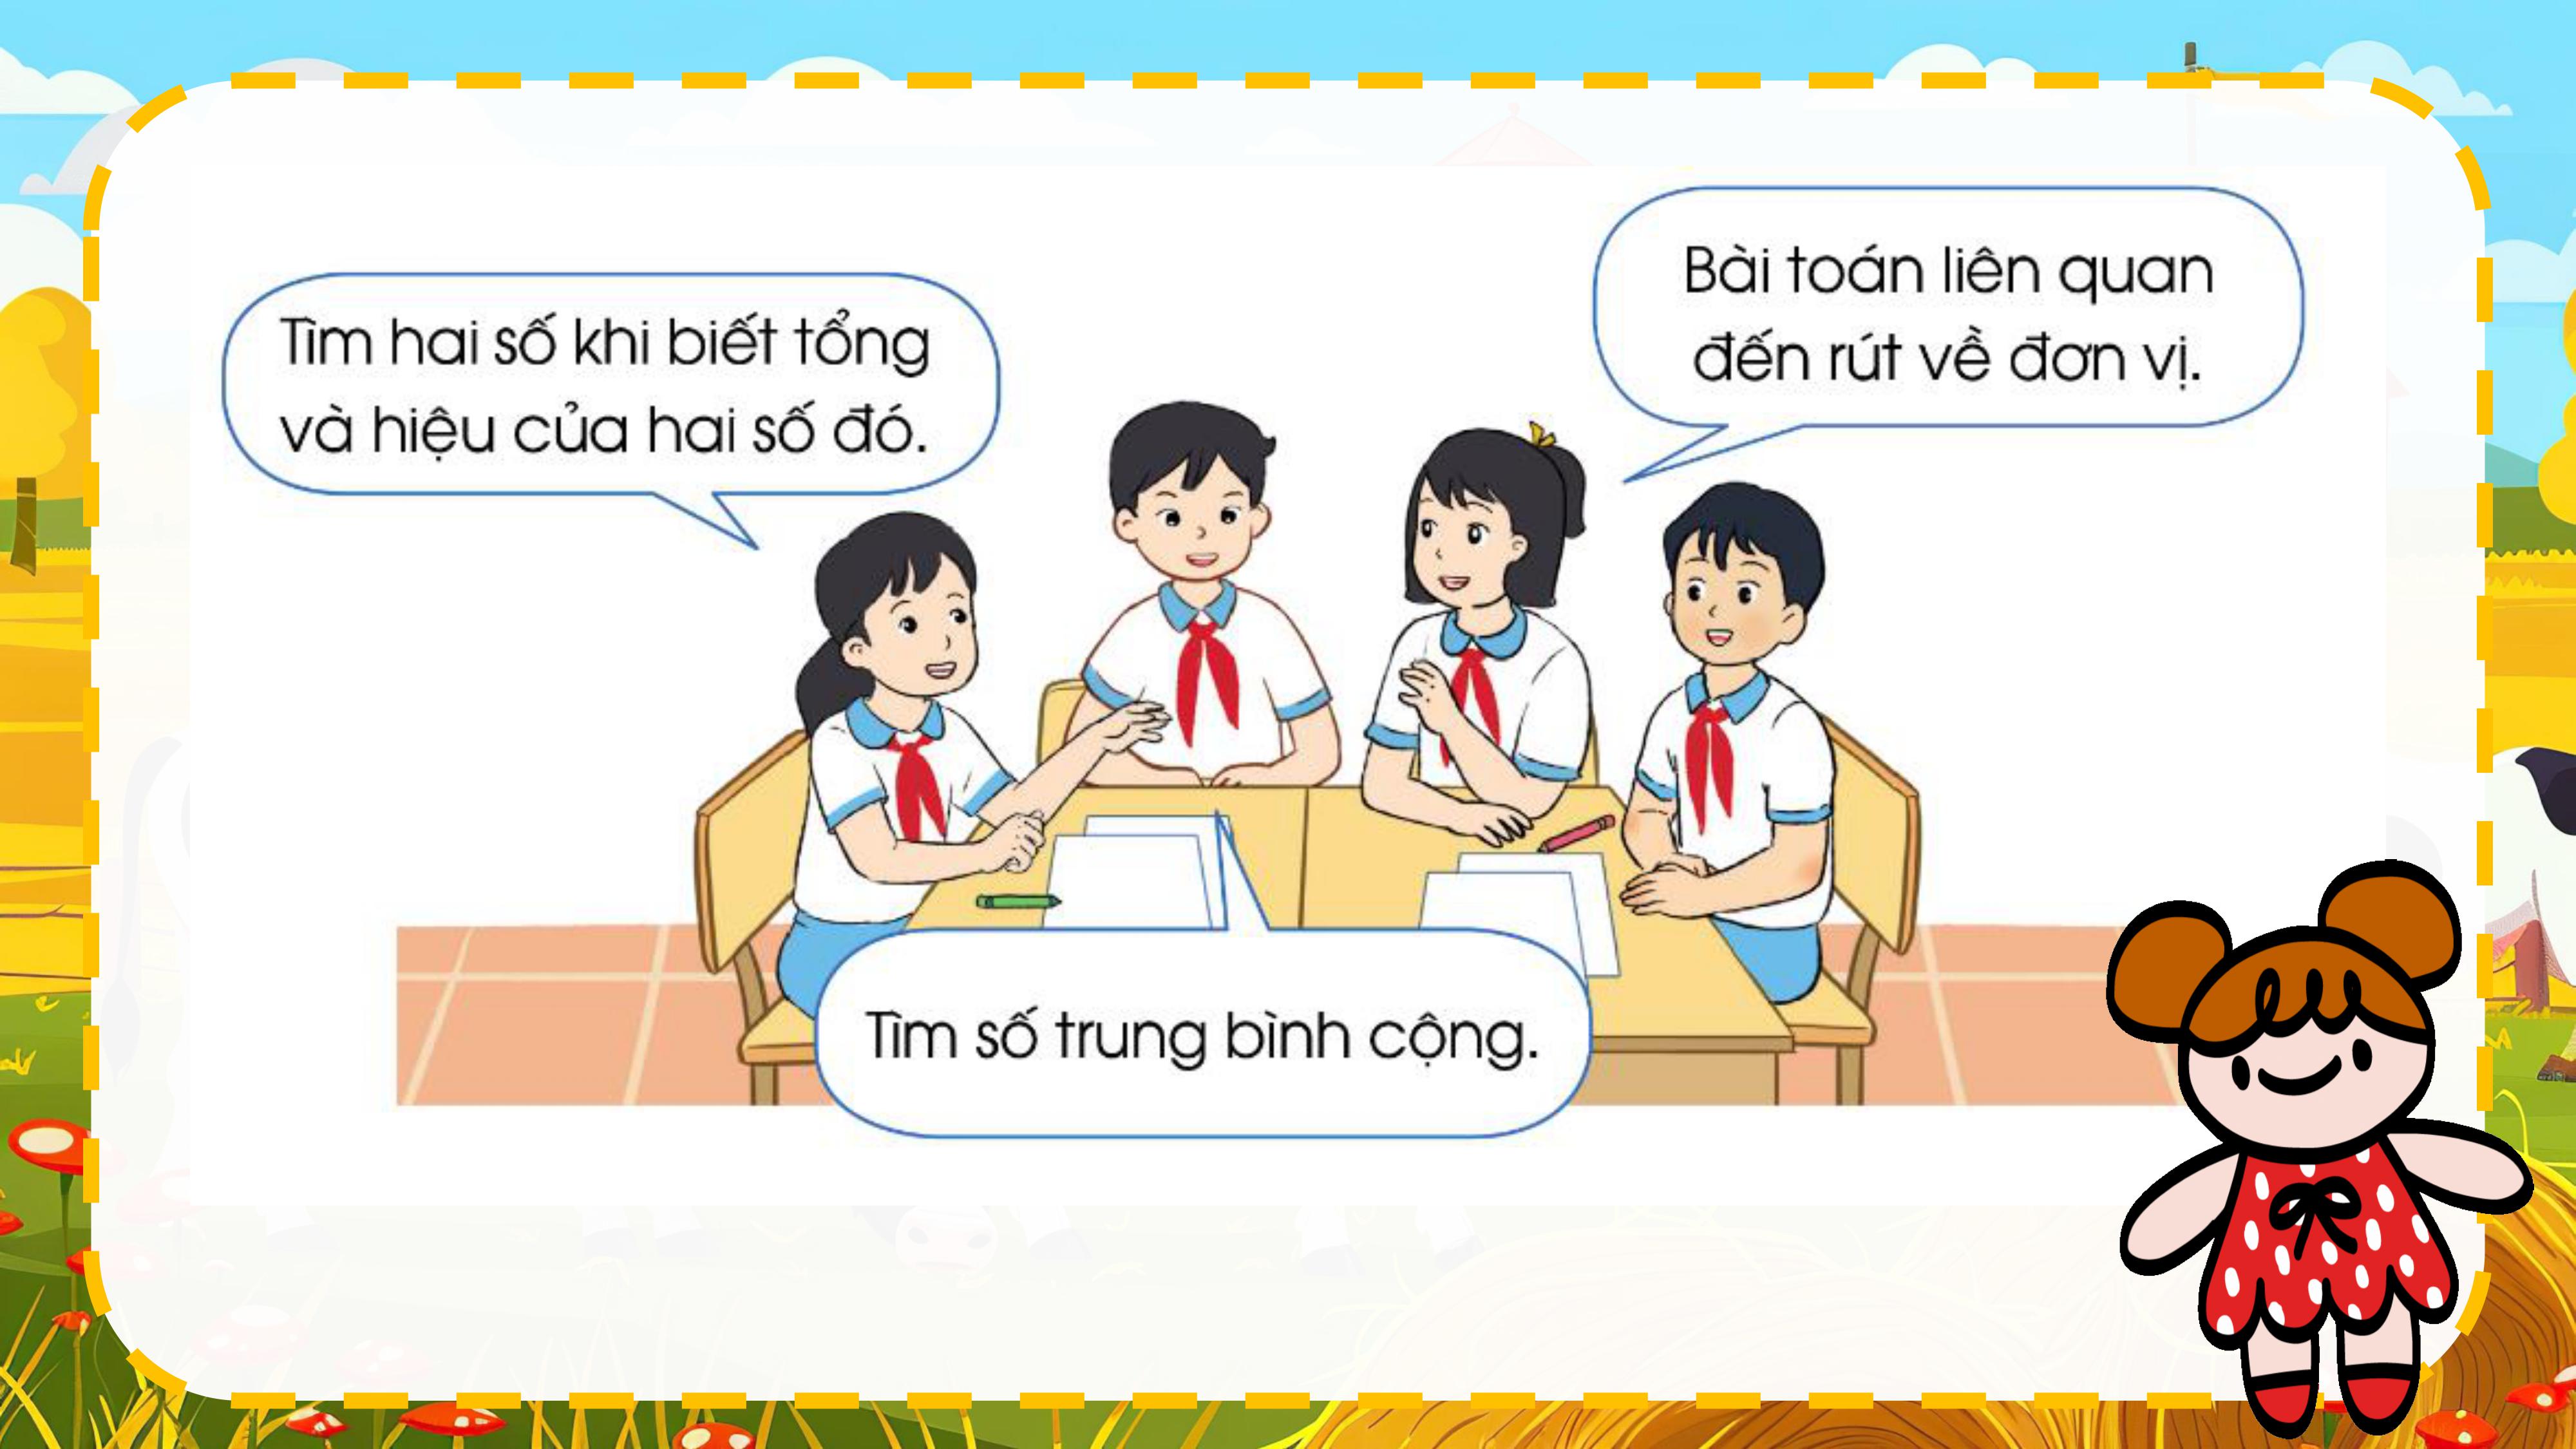 Tìm hai số khi biết tổng
và hiệu của hai số đó.
Bài toán liên quan
đến rút về đơn vị.
Tìm số trung bình cộng.